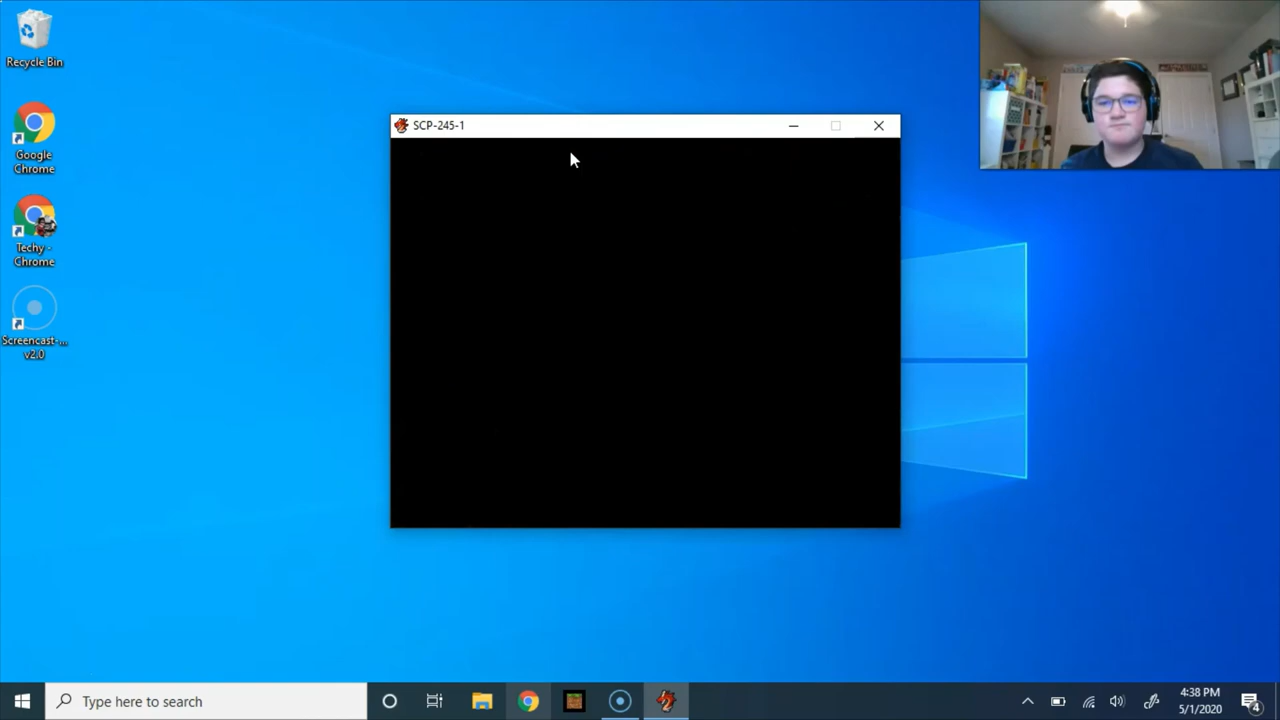 Recycle Bin
Google
Chrome
Techy -
Chrome
Screencast-...
v2.0
SCP-245-1
Type here to search
4:38 PM
5/1/2020
4